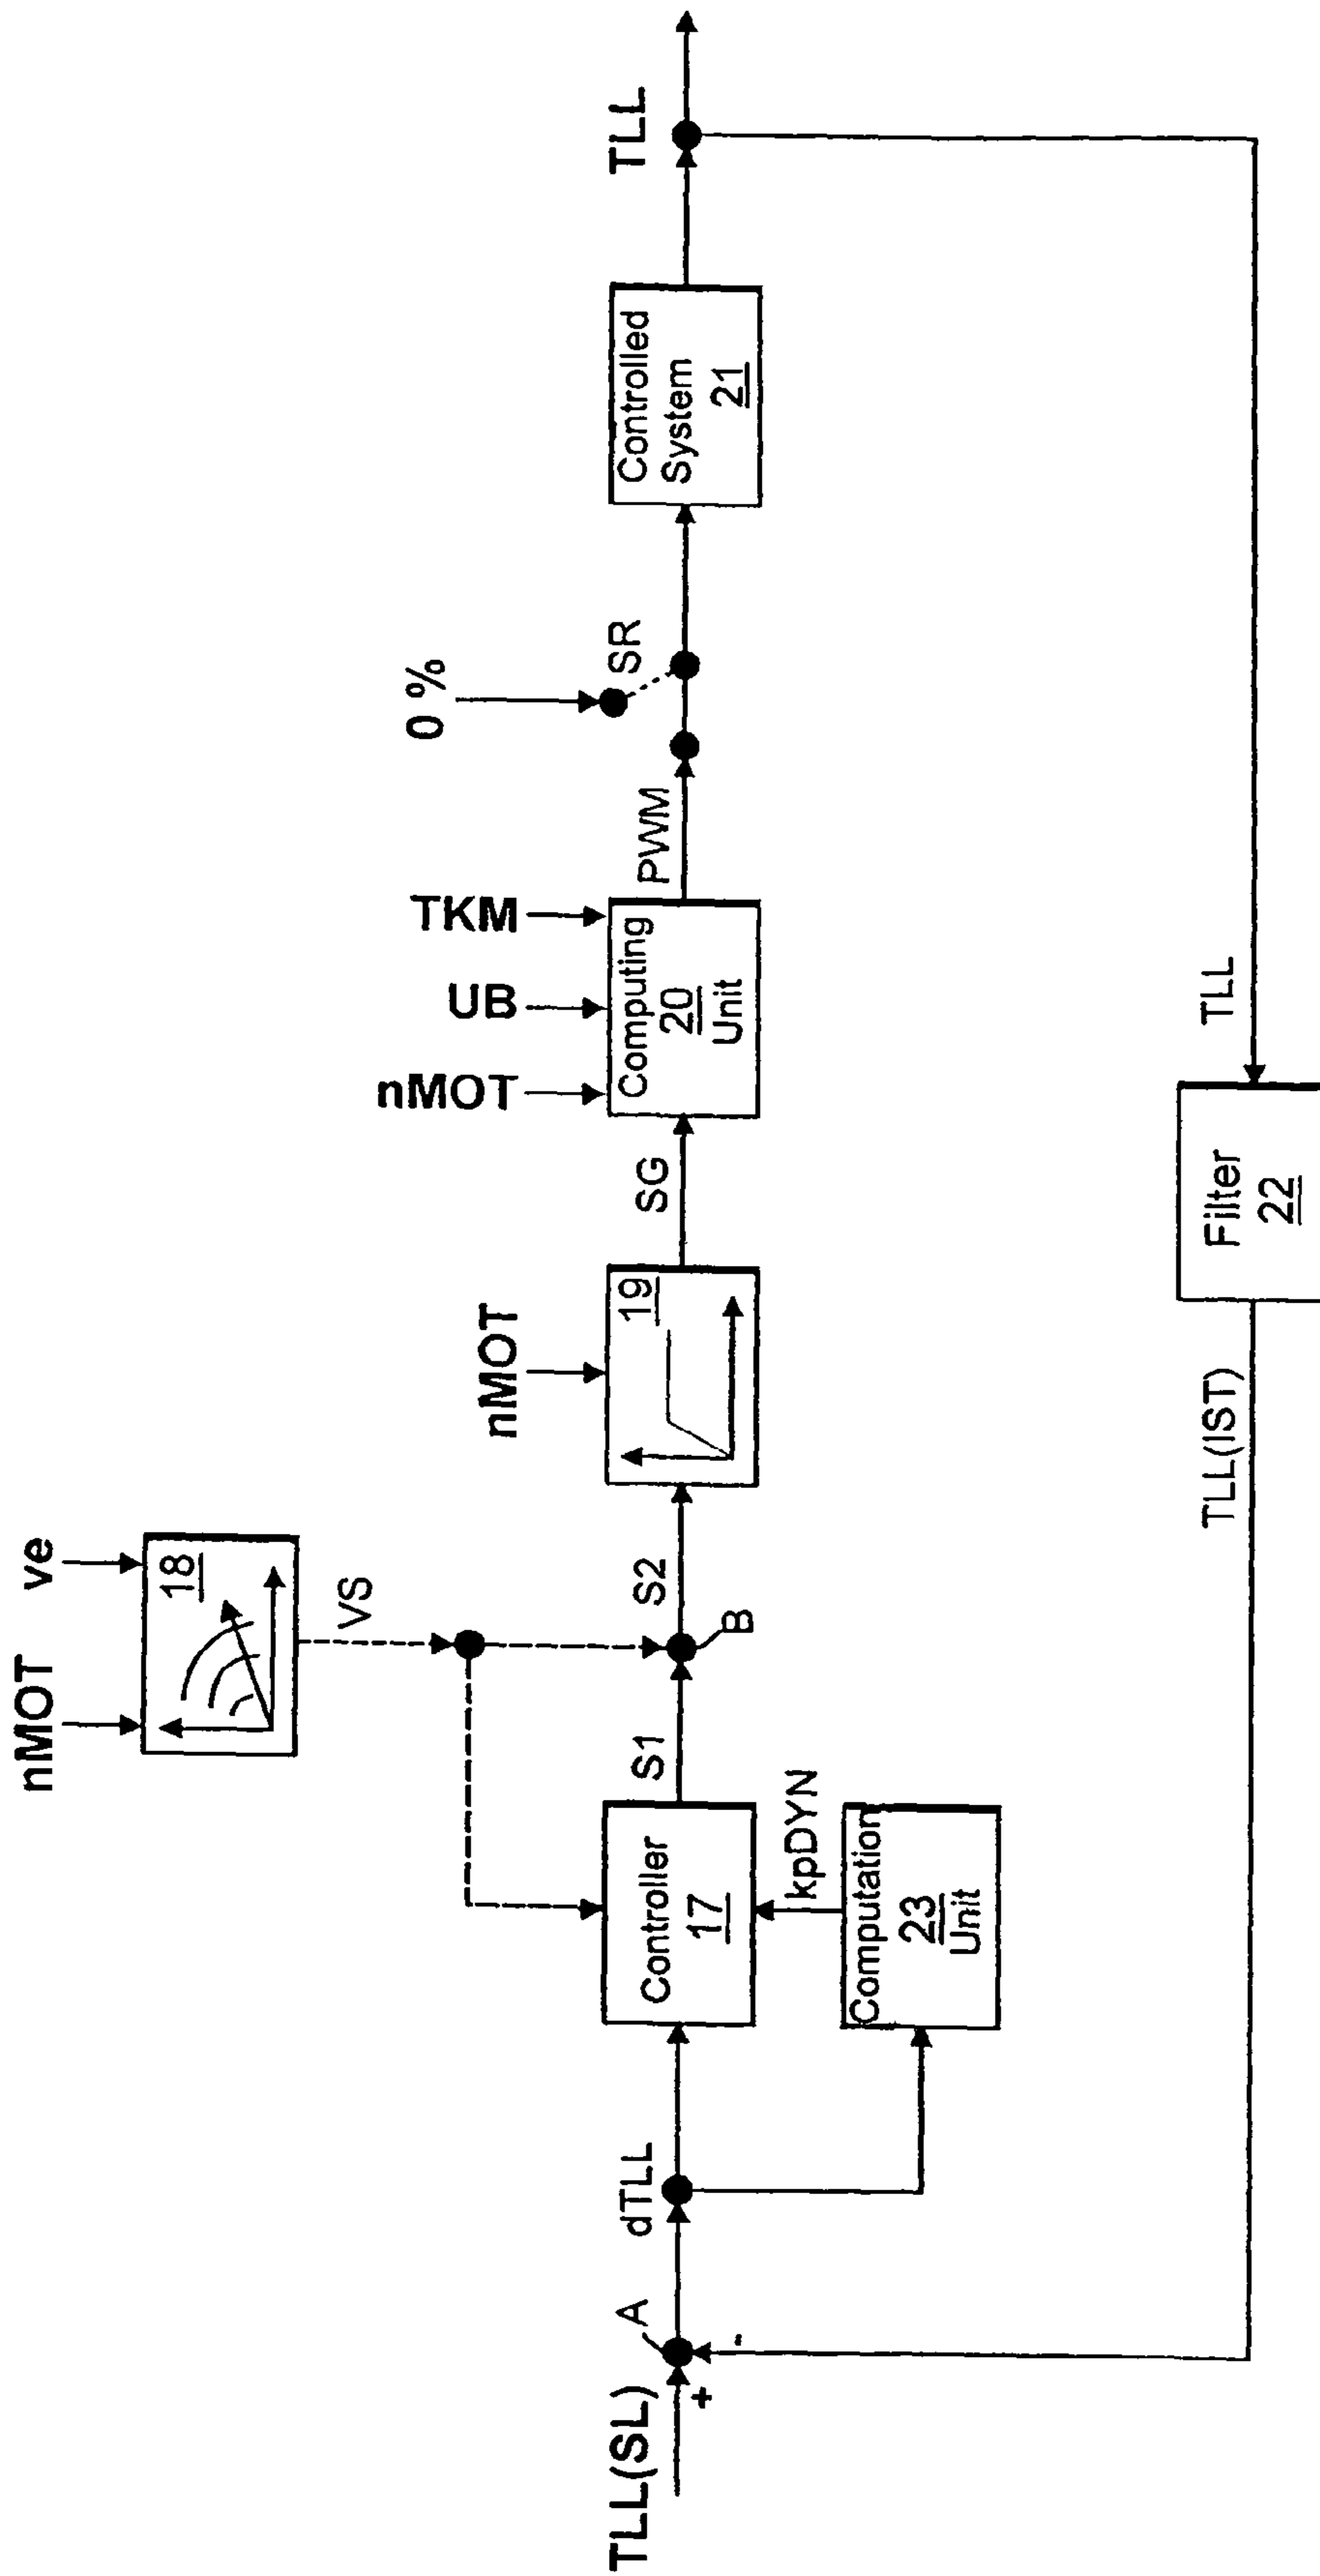 nMOT
ve
18
VS
TLL(SL)
+
-
A
dTLL
Controller
17
kpDYN
Computation
23
Unit
S1
B
S2
nMOT
19
SG
nMOT
UB
TKM
Computing
20
Unit
PWM
0 %
SR
Controlled
System
21
TLL
TLL
Filter
22
TLL(IST)